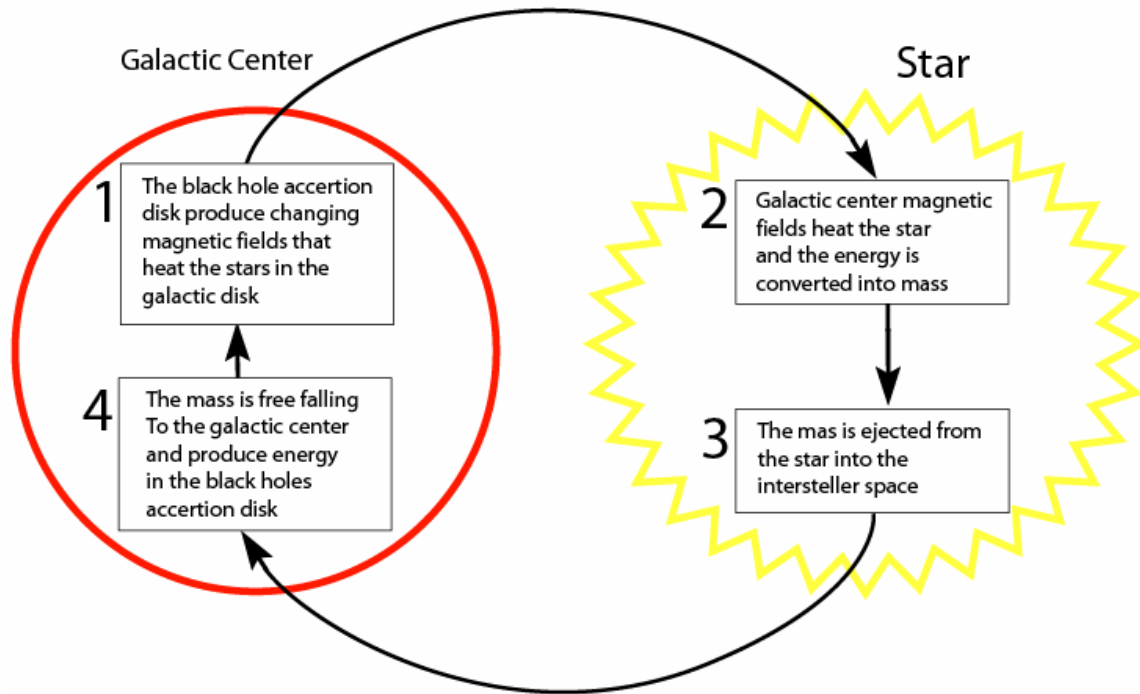 Galactic Center
Star
1
The black hole accertion
disk produce changing
magnetic fields that
heat the stars in the
galactic disk
2
Galactic center magnetic
fields heat the star
and the energy is
converted into mass
3
The mas is ejected from
the star into the
intersteller space
4
The mass is free falling
To the galactic center
and produce energy
in the black holes
accertion disk